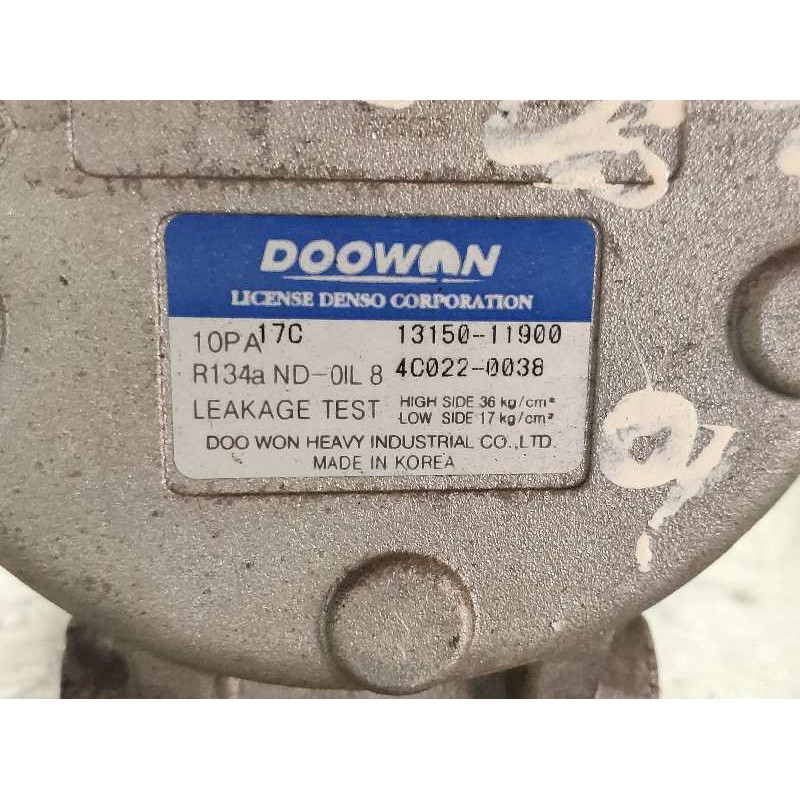 DOOWON
LICENSE DENSO CORPORATION
10PA17C 13150-11900
R134a ND-OIL 8 4C022-0038
LEAKAGE TEST HIGH SIDE 36 kg/cm²
LOW SIDE 17 kg/cm²
DOO WON HEAVY INDUSTRIAL CO.,LTD.
MADE IN KOREA